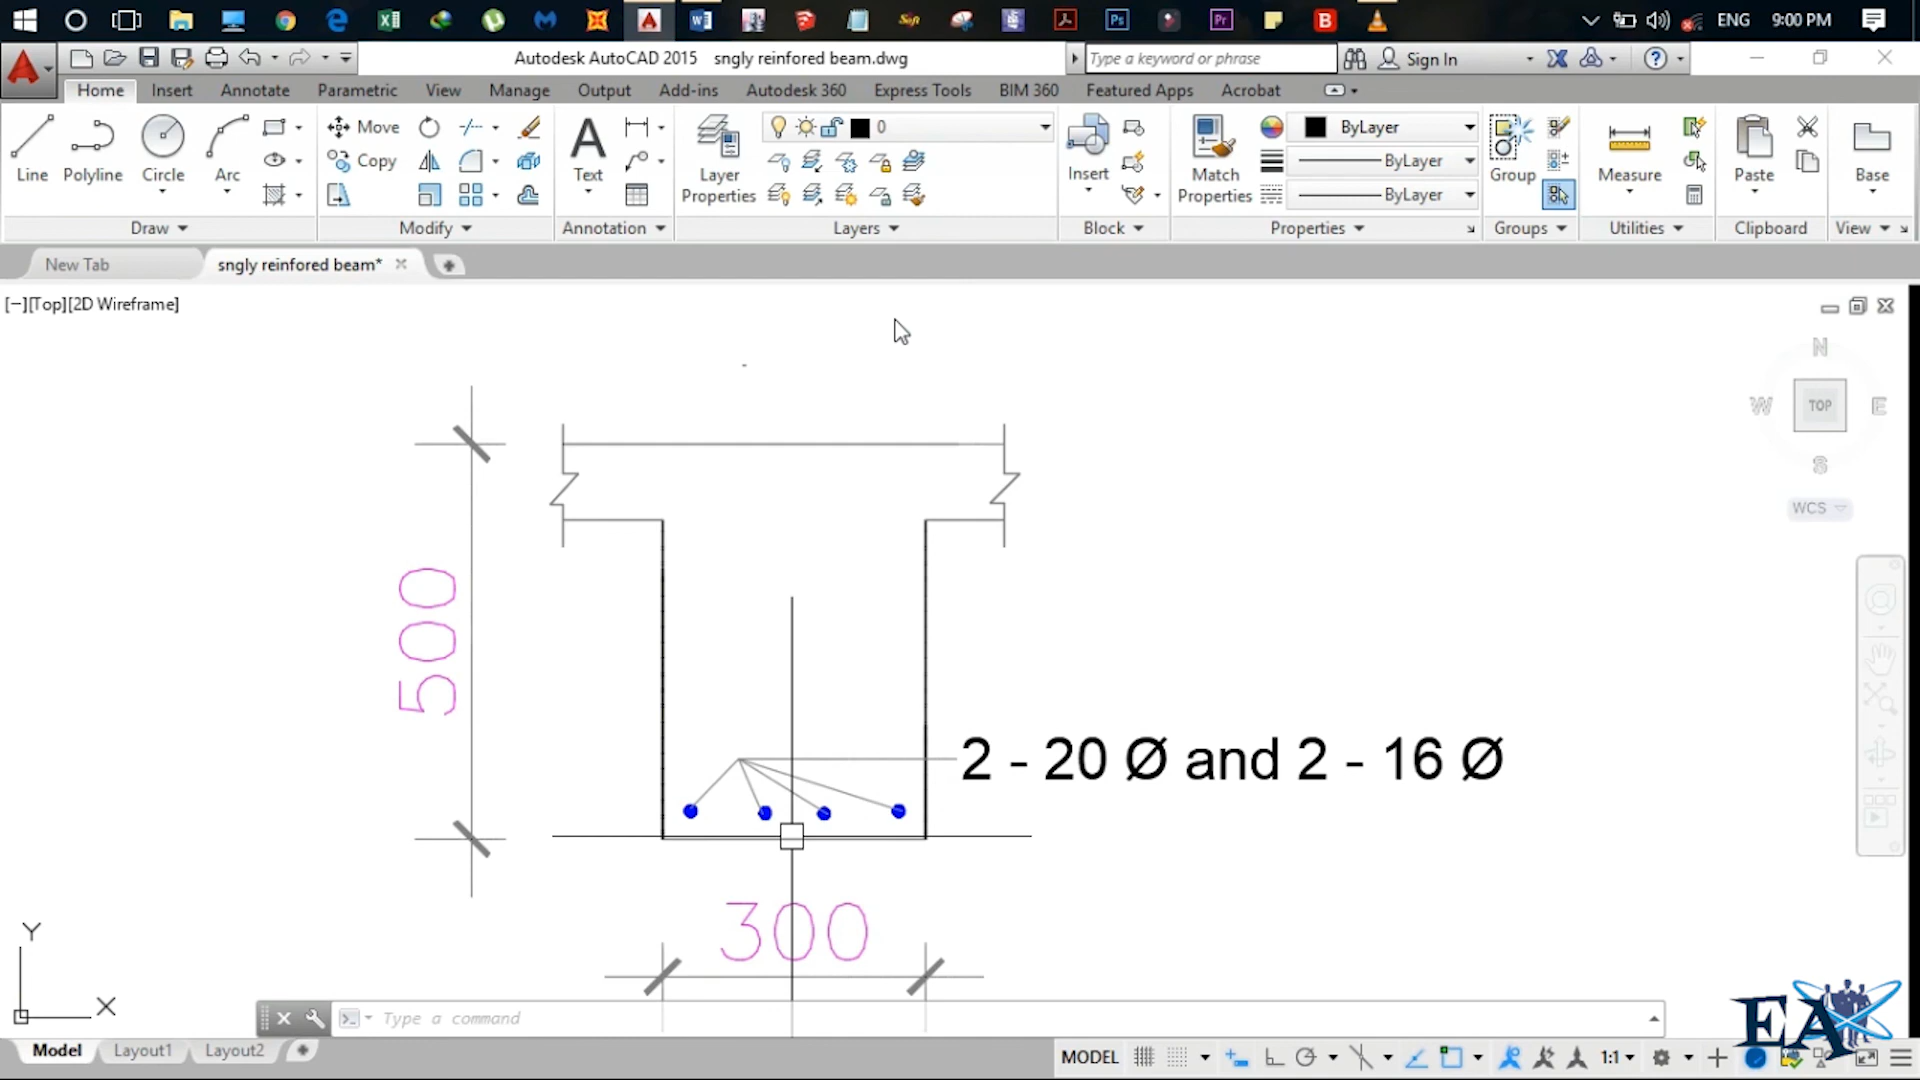 ENG 9:00 PM
Autodesk AutoCAD 2015 sngly reinfored beam.dwg
Type a keyword or phrase
Sign In
Home Insert Annotate Parametric View Manage Output Add-ins Autodesk 360 Express Tools BIM 360 Featured Apps Acrobat
Line Polyline Circle Arc
Move
Copy
Text
Layer Properties
0
Insert
Match Properties
ByLayer
ByLayer
ByLayer
Group
Measure
Paste
Base
Draw Modify Annotation Layers Block Properties Groups Utilities Clipboard View
New Tab sngly reinfored beam*
[−][Top][2D Wireframe]
N
W TOP E
S
WCS
500
2 - 20 Ø and 2 - 16 Ø
300
Y
X
Type a command
Model Layout1 Layout2
MODEL 1:1
EA